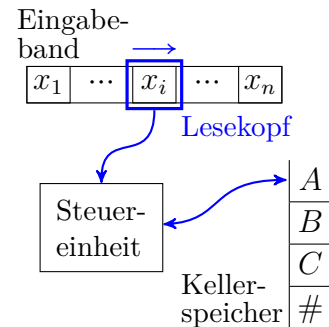 Eingabe-
band
x₁ ... xᵢ ... xₙ
Lesekopf
Steuer-
einheit
A
B
C
#
Keller-
speicher